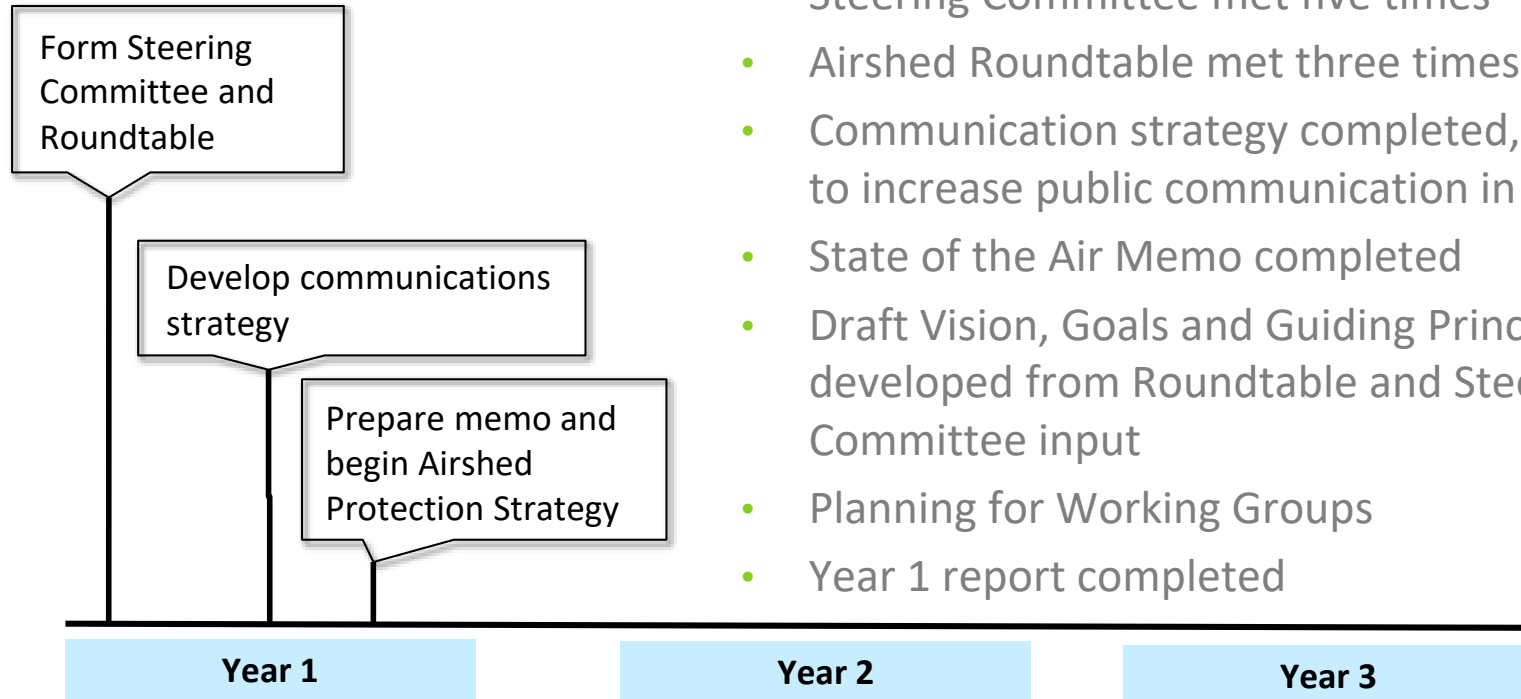 Form Steering
Committee and
Roundtable
Develop communications
strategy
Prepare memo and
begin Airshed
Protection Strategy
Steering Committee met five times
• Airshed Roundtable met three times
• Communication strategy completed,
to increase public communication in
• State of the Air Memo completed
• Draft Vision, Goals and Guiding
developed from Roundtable and
Committee input
• Planning for Working Groups
• Year 1 report completed
Year 1
Year 2
Year 3